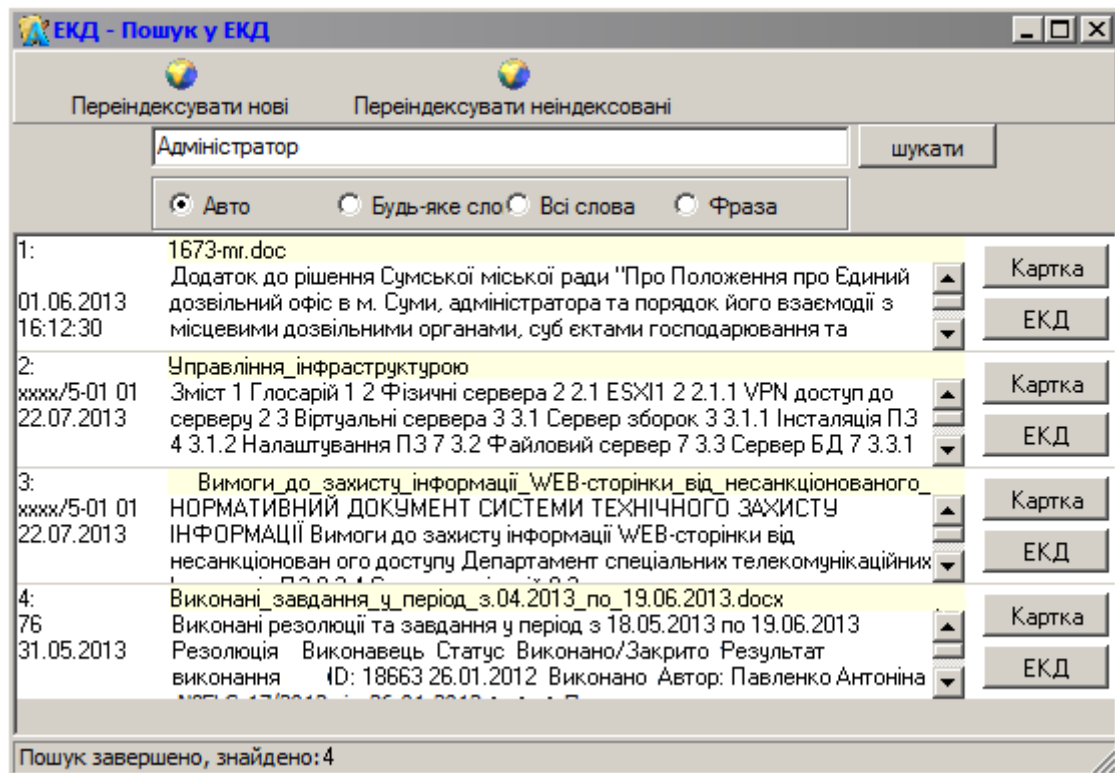 ЕКД - Пошук у ЕКД
Переіндексувати нові Переіндексувати неіндексовані
Адміністратор шукати
Авто Будь-яке сло Всі слова Фраза
1: 1673-mr.doc
Додаток до рішення Сумської міської ради "Про Положення про Єдиний Картка
01.06.2013 дозвільний офіс в м. Суми, адміністратора та порядок його взаємодії з
16:12:30 місцевими дозвільними органами, суб єктами господарювання та ЕКД
2: Управління_інфраструктурою
xxxx/5-01 01 Зміст 1 Глосарій 1 2 Фізичні сервера 2 2.1 ESXI1 2 2.1.1 VPN доступ до Картка
22.07.2013 серверу 2 3 Віртуальні сервера 3 3.1 Сервер зборок 3 3.1.1 Інсталяція ПЗ
4 3.1.2 Налаштування ПЗ 7 3.2 Файловий сервер 7 3.3 Сервер БД 7 3.3.1 ЕКД
3: Вимоги_до_захисту_інформації_WEB-сторінки_від_несанкціонованого_
xxxx/5-01 01 НОРМАТИВНИЙ ДОКУМЕНТ СИСТЕМИ ТЕХНІЧНОГО ЗАХИСТУ Картка
22.07.2013 ІНФОРМАЦІЇ Вимоги до захисту інформації WEB-сторінки від
несанкціонован ого доступу Департамент спеціальних телекомунікаційних ЕКД
4: Виконані_завдання_у_період_з.04.2013_по_19.06.2013.docx
76 Виконані резолюції та завдання у період з 18.05.2013 по 19.06.2013 Картка
31.05.2013 Резолюція Виконавець Статус Виконано/Закрито Результат
виконання ID: 18663 26.01.2012 Виконано Автор: Павленко Антоніна ЕКД
Пошук завершено, знайдено:4